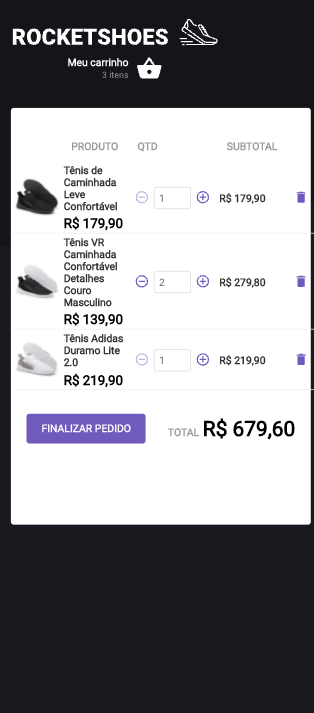 ROCKETSHOES
Meu carrinho
3 itens
PRODUTO QTD SUBTOTAL
Tênis de
Caminhada
Leve
Confortável
R$ 179,90
1
R$ 179,90
Tênis VR
Caminhada
Confortável
Detalhes
Couro
Masculino
R$ 139,90
2
R$ 279,80
Tênis Adidas
Duramo Lite
2.0
R$ 219,90
1
R$ 219,90
FINALIZAR PEDIDO
TOTAL R$ 679,60